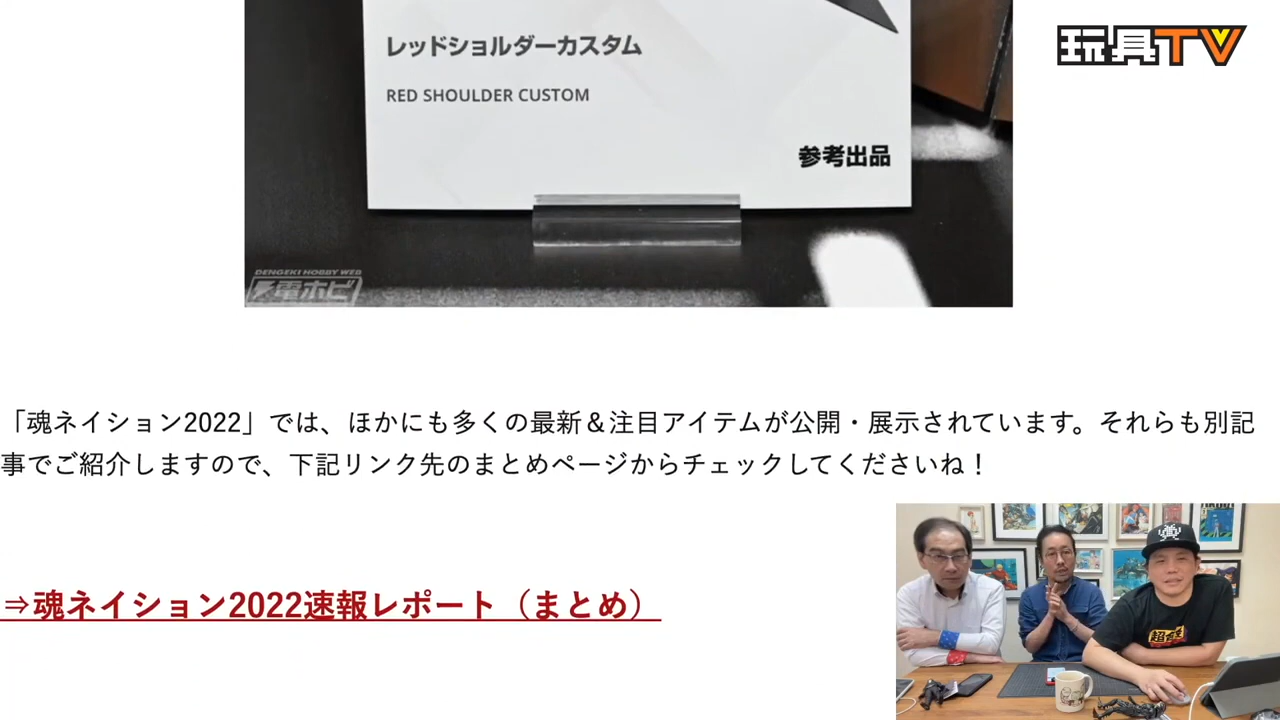 玩具TV
レッドショルダーカスタム
RED SHOULDER CUSTOM
参考出品
DENGEKI HOBBY WEB
電ホビ
「魂ネイション2022」では、ほかにも多くの最新＆注目アイテムが公開・展示されています。それらも別記
事でご紹介しますので、下記リンク先のまとめページからチェックしてくださいね！
⇒魂ネイション2022速報レポート（まとめ）